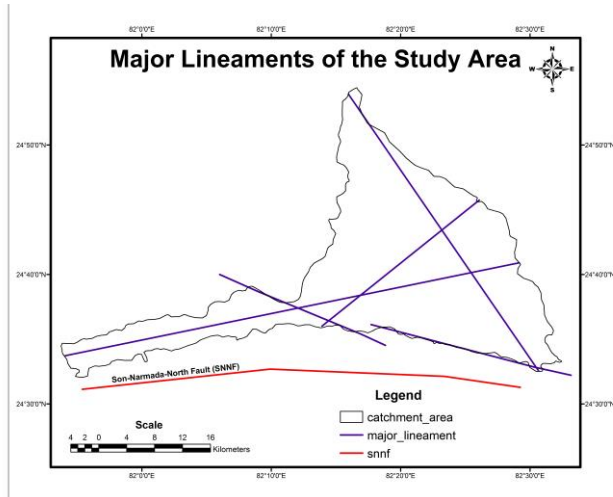 82°0'0"E 82°10'0"E 82°20'0"E 82°30'0"E
Major Lineaments of the Study Area
N
W E
S
24°50'0"N 24°50'0"N
24°40'0"N 24°40'0"N
Son-Narmada-North Fault (SNNF)
24°30'0"N 24°30'0"N
Legend
catchment_area
major_lineament
snnf
Scale
4 2 0 4 8 12 16
Kilometers
82°0'0"E 82°10'0"E 82°20'0"E 82°30'0"E